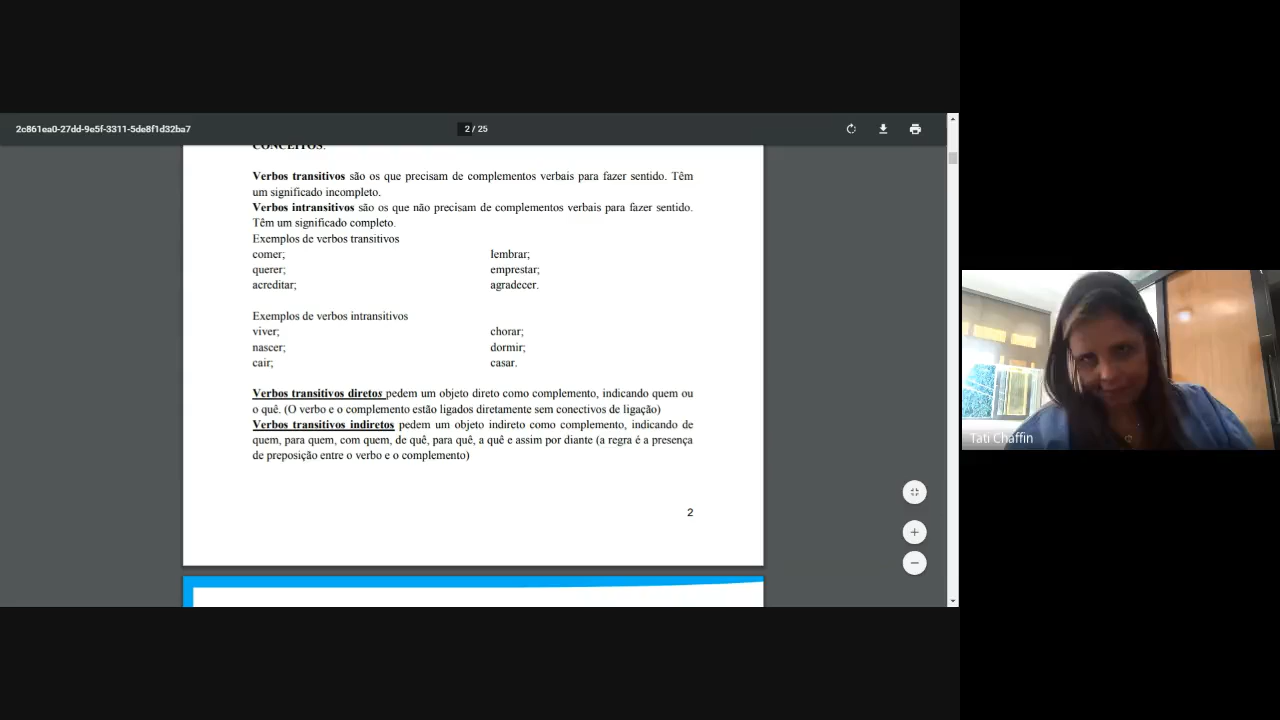 2c861ea0-27dd-9e5f-3311-5de8f1d32ba7
2 / 25
CONCEITOS.
Verbos transitivos são os que precisam de complementos verbais para fazer sentido. Têm
um significado incompleto.
Verbos intransitivos são os que não precisam de complementos verbais para fazer sentido.
Têm um significado completo.
Exemplos de verbos transitivos
comer; lembrar;
querer; emprestar;
acreditar; agradecer.
Exemplos de verbos intransitivos
viver; chorar;
nascer; dormir;
cair; casar.
Verbos transitivos diretos pedem um objeto direto como complemento, indicando quem ou
o quê. (O verbo e o complemento estão ligados diretamente sem conectivos de ligação)
Verbos transitivos indiretos pedem um objeto indireto como complemento, indicando de
quem, para quem, com quem, de quê, para quê, a quê e assim por diante (a regra é a presença
de preposição entre o verbo e o complemento)
2
Tati Chaffin